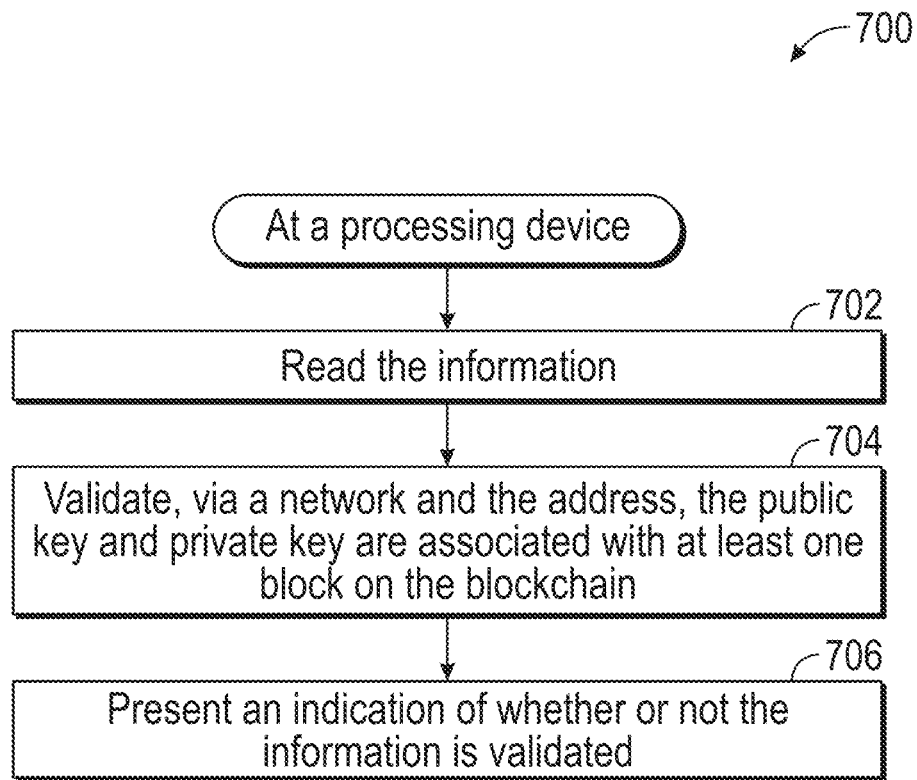 700
At a processing device
702
Read the information
704
Validate, via a network and the address, the public
key and private key are associated with at least one
block on the blockchain
706
Present an indication of whether or not the
information is validated